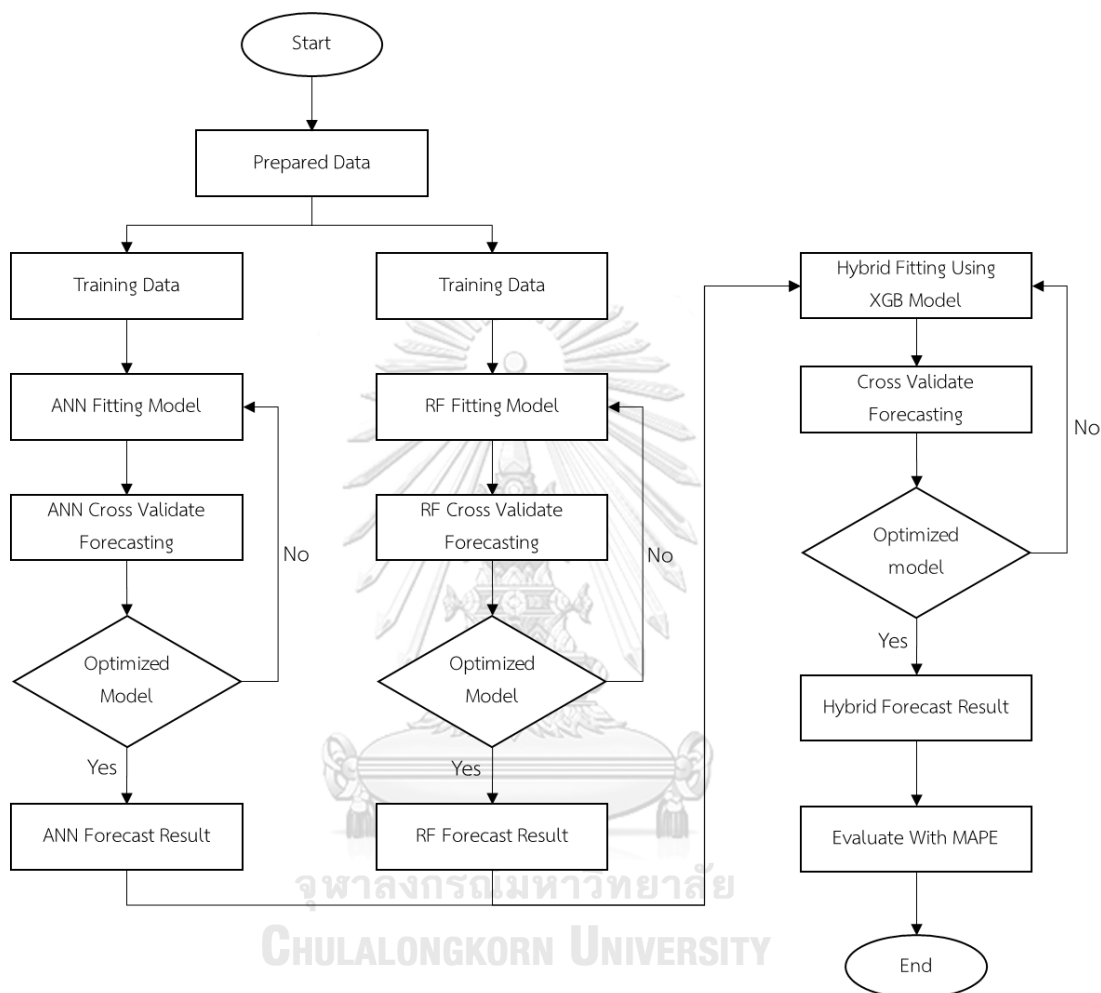 Start
Prepared Data
Training Data
ANN Fitting Model
ANN Cross Validate
Forecasting
No
Optimized
Model
Yes
ANN Forecast Result
Training Data
RF Fitting Model
RF Cross Validate
Forecasting
No
Optimized
Model
Yes
RF Forecast Result
Hybrid Fitting Using
XGB Model
Cross Validate
Forecasting
No
Optimized
model
Yes
Hybrid Forecast Result
Evaluate With MAPE
End
จุฬาลงกรณ์มหาวิทยาลัย
CHULALONGKORN UNIVERSITY